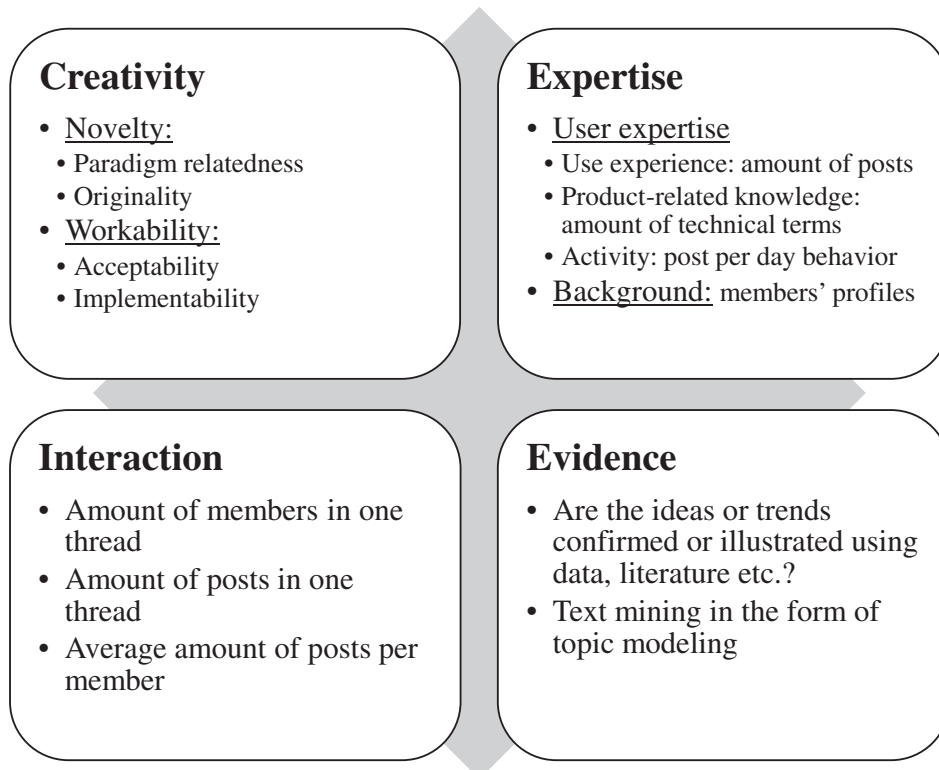 Creativity
• Novelty:
• Paradigm relatedness
• Originality
• Workability:
• Acceptability
• Implementability
Expertise
• User expertise
• Use experience: amount of posts
• Product-related knowledge:
amount of technical terms
• Activity: post per day behavior
• Background: members’ profiles
Interaction
• Amount of members in one
thread
• Amount of posts in one
thread
• Average amount of posts per
member
Evidence
• Are the ideas or trends
confirmed or illustrated using
data, literature etc.?
• Text mining in the form of
topic modeling